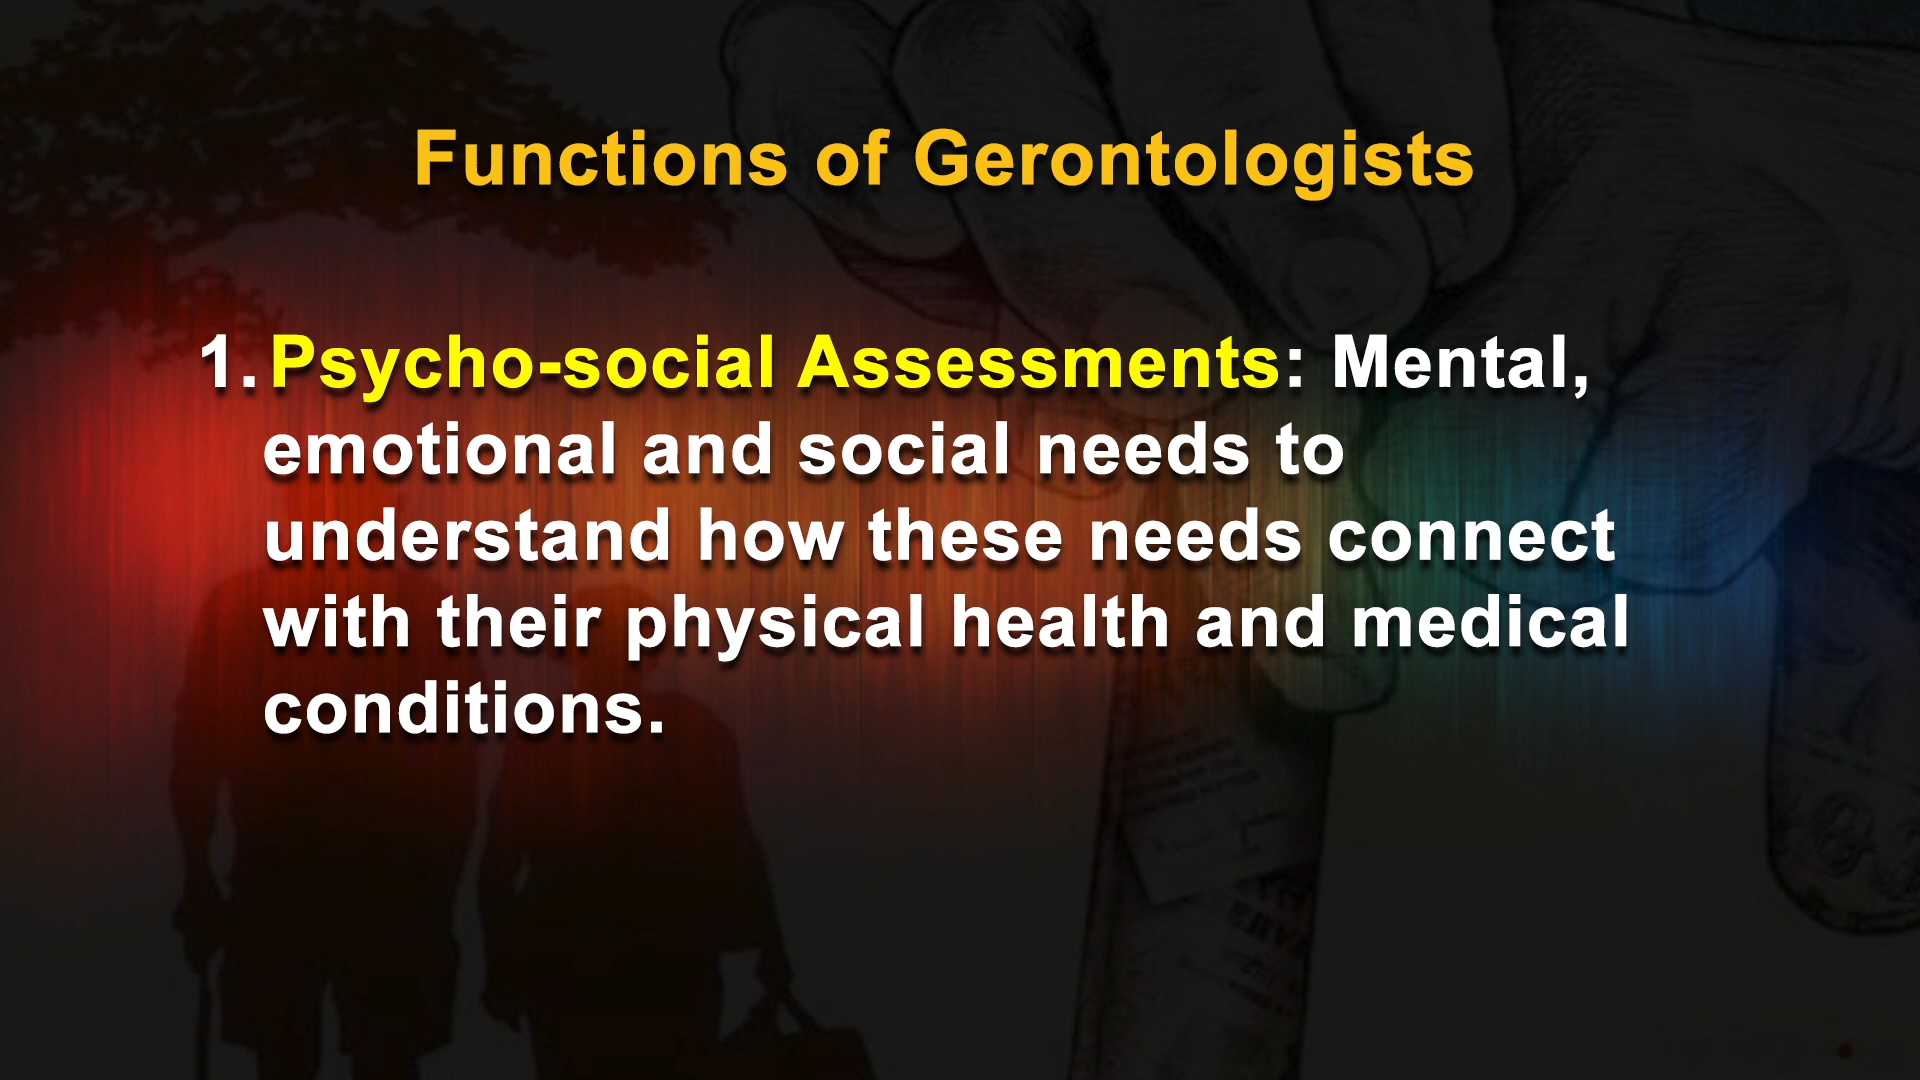 Functions of Gerontologists
1. Psycho-social Assessments: Mental,
emotional and social needs to
understand how these needs connect
with their physical health and medical
conditions.